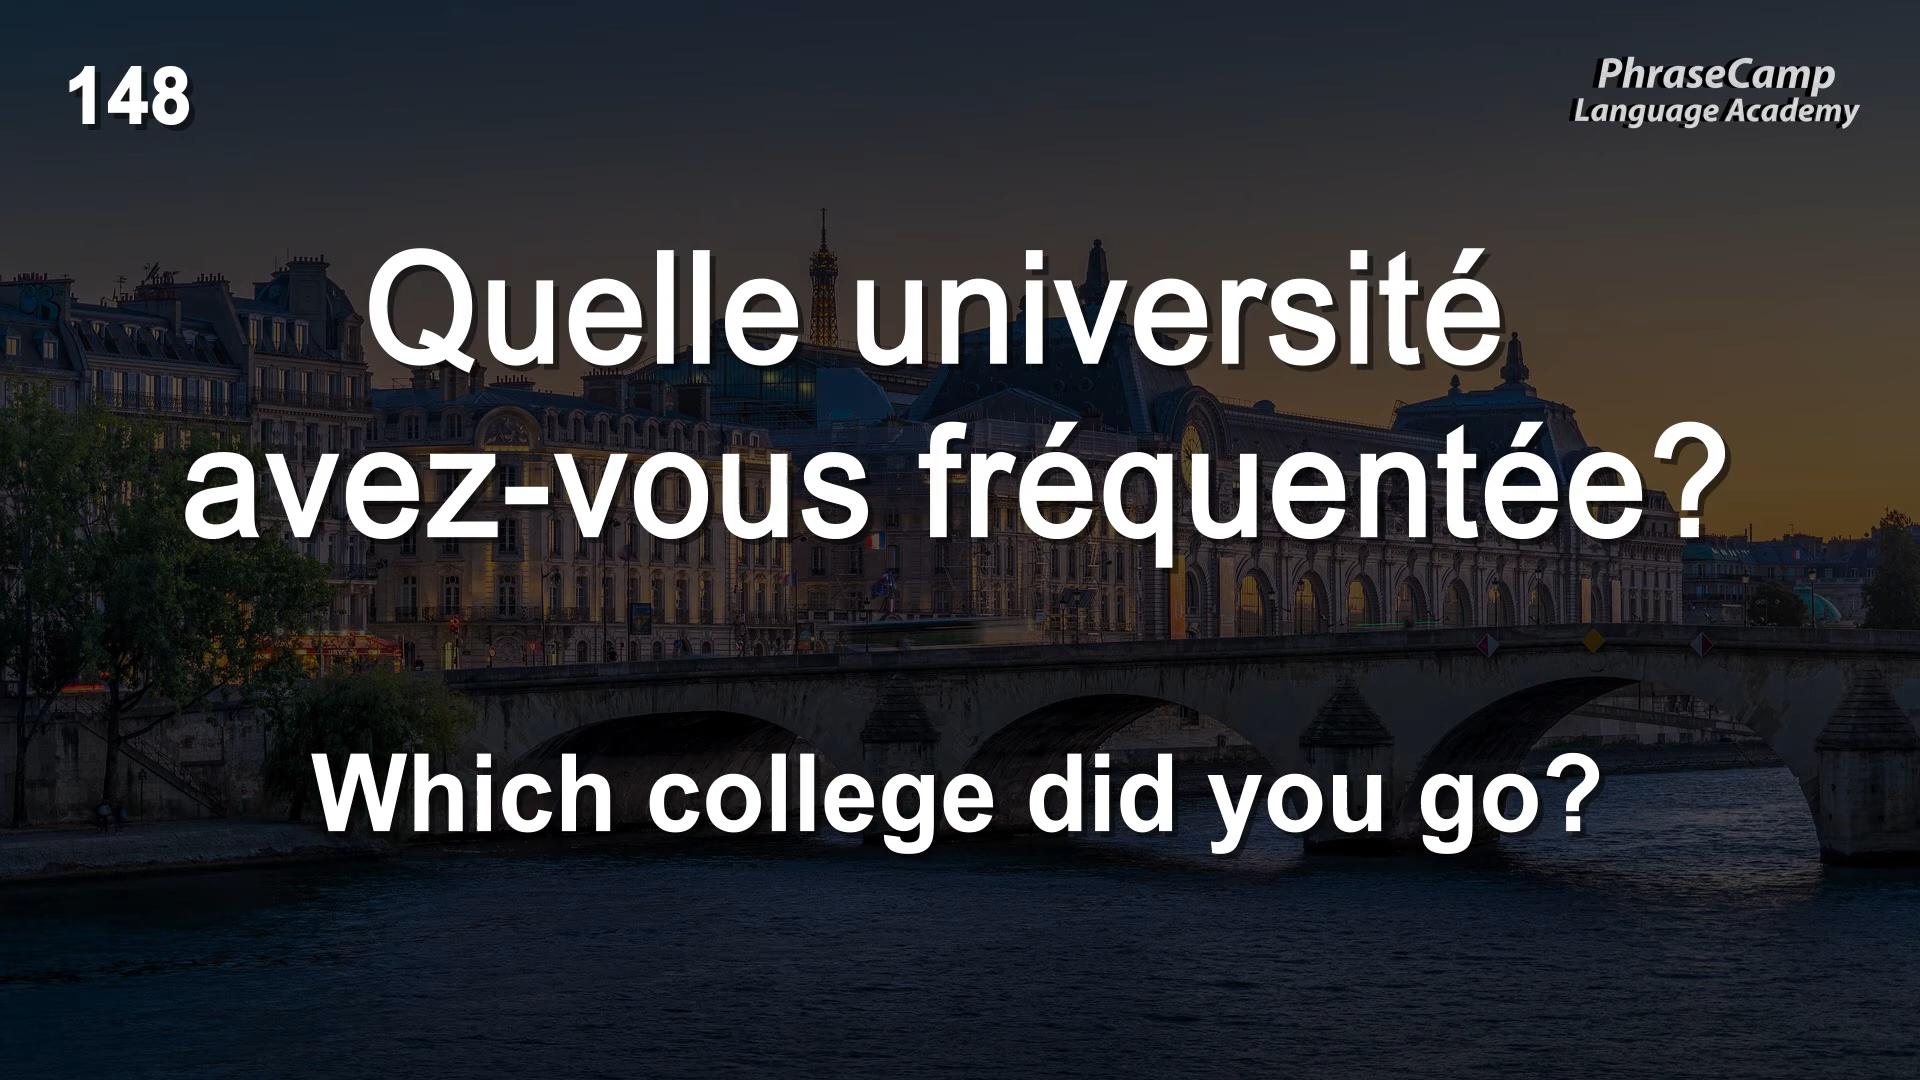 148
PhraseCamp
Language Academy
Quelle université
avez-vous fréquentée?
Which college did you go?